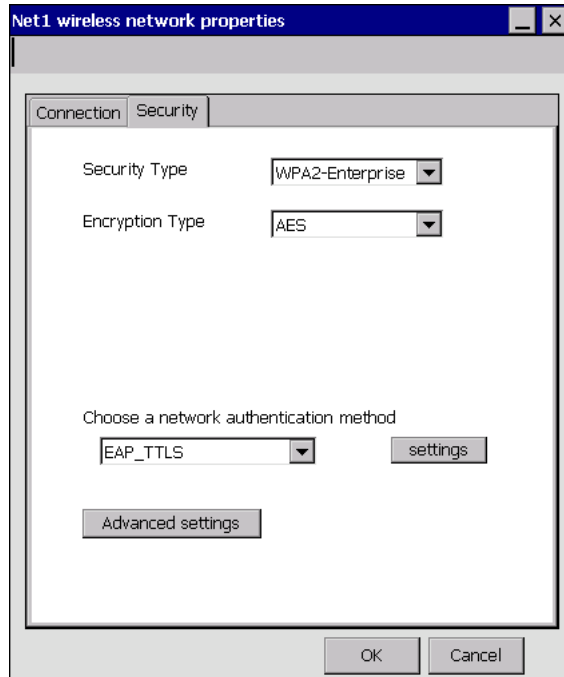 Net1 wireless network properties
Connection Security
Security Type WPA2-Enterprise
Encryption Type AES
Choose a network authentication method
EAP_TTLS settings
Advanced settings
OK Cancel